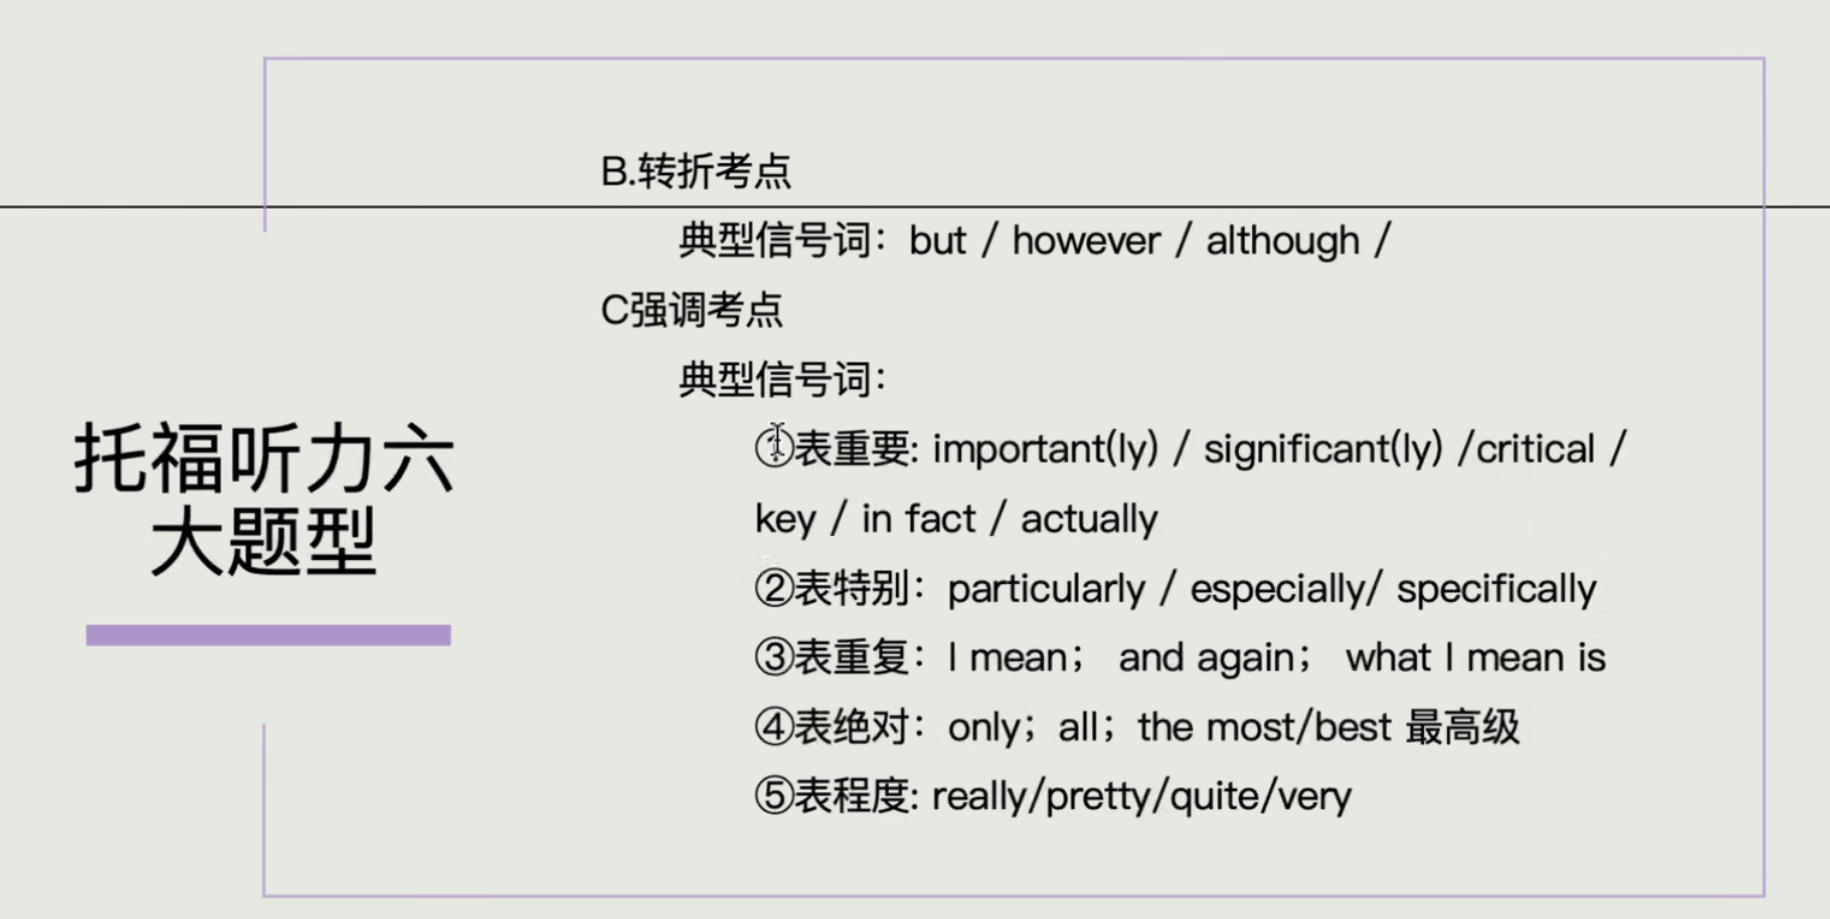 托福听力六
大题型
B.转折考点
典型信号词：but / however / although /
C强调考点
典型信号词：
①表重要: important(ly) / significant(ly) /critical /
key / in fact / actually
②表特别：particularly / especially/ specifically
③表重复：I mean； and again； what I mean is
④表绝对：only；all；the most/best 最高级
⑤表程度: really/pretty/quite/very